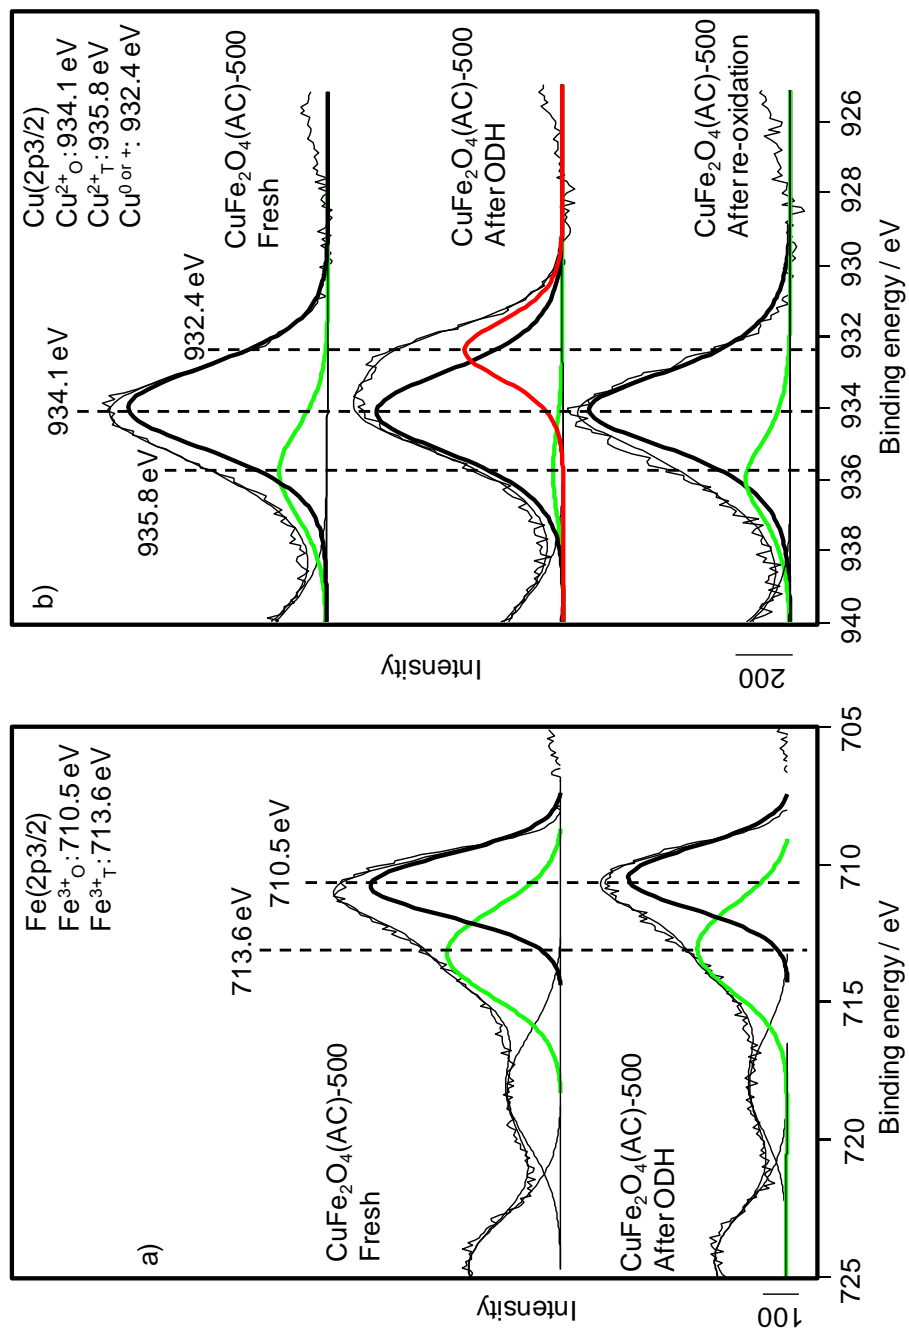 a)
Fe(2p3/2)
Fe³⁺O : 710.5 eV
Fe³⁺T : 713.6 eV
713.6 eV
710.5 eV
CuFe₂O₄(AC)-500
Fresh
CuFe₂O₄(AC)-500
After ODH
Intensity
100
725
720
715
710
705
Binding energy / eV
b)
Cu(2p3/2)
Cu²⁺O : 934.1 eV
Cu²⁺T : 935.8 eV
Cu⁰ ᵒʳ ⁺: 932.4 eV
935.8 eV
934.1 eV
932.4 eV
CuFe₂O₄(AC)-500
Fresh
CuFe₂O₄(AC)-500
After ODH
CuFe₂O₄(AC)-500
After re-oxidation
Intensity
200
940
938
936
934
932
930
928
926
Binding energy / eV